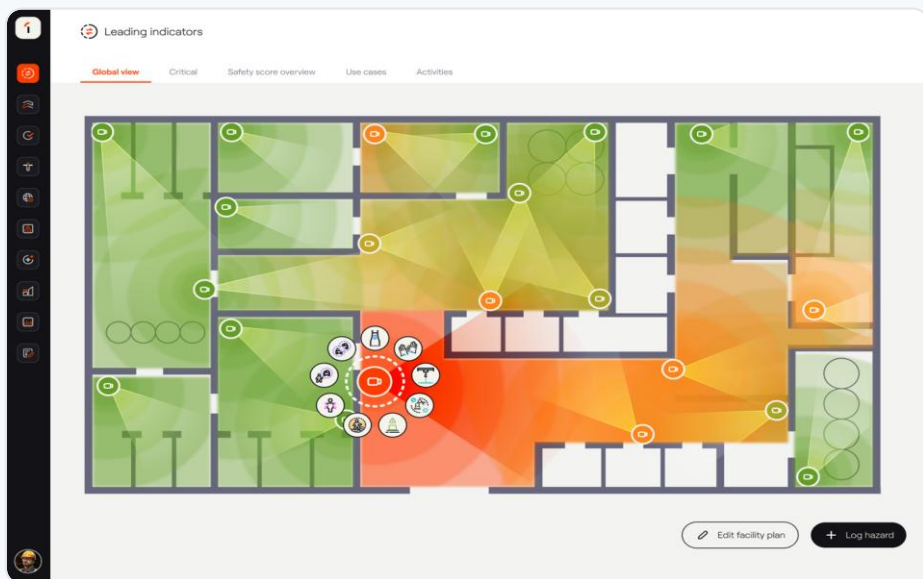 Leading indicators
Global view
Critical
Safety score overview
Use cases
Activities
Edit facility plan
Log hazard